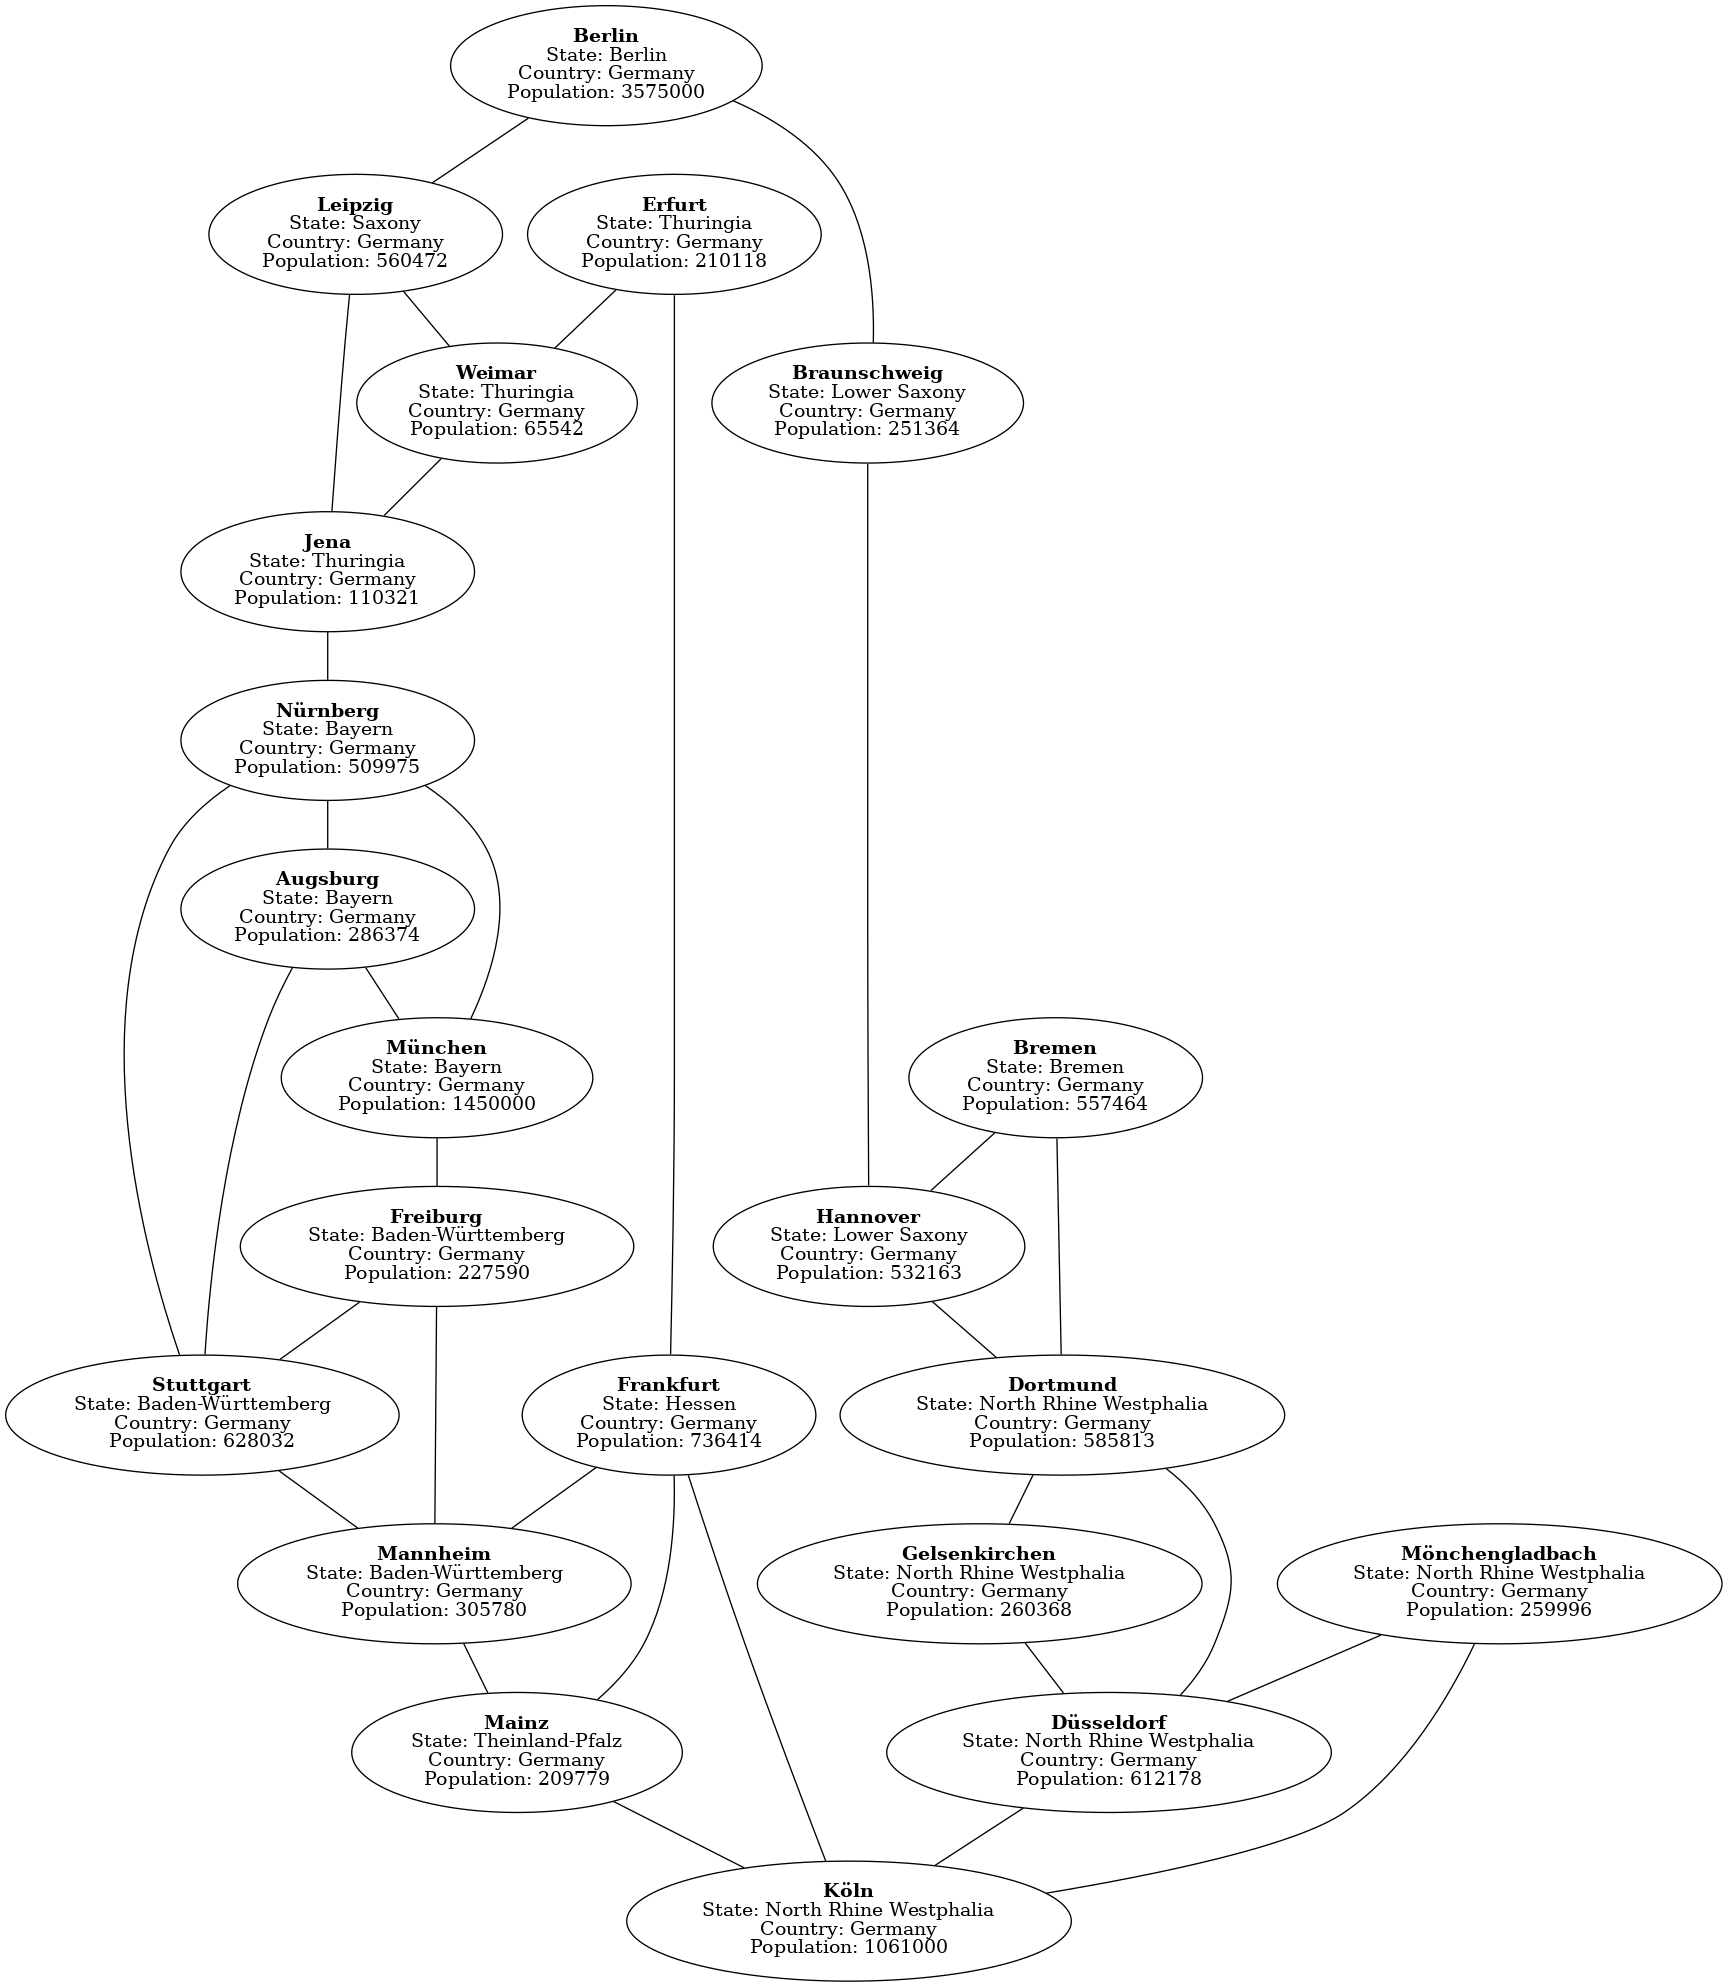 Berlin
State: Berlin
Country: Germany
Population: 3575000
Leipzig
State: Saxony
Country: Germany
Population: 560472
Erfurt
State: Thuringia
Country: Germany
Population: 210118
Weimar
State: Thuringia
Country: Germany
Population: 65542
Braunschweig
State: Lower Saxony
Country: Germany
Population: 251364
Jena
State: Thuringia
Country: Germany
Population: 110321
Nürnberg
State: Bayern
Country: Germany
Population: 509975
Augsburg
State: Bayern
Country: Germany
Population: 286374
München
State: Bayern
Country: Germany
Population: 1450000
Bremen
State: Bremen
Country: Germany
Population: 557464
Freiburg
State: Baden-Württemberg
Country: Germany
Population: 227590
Hannover
State: Lower Saxony
Country: Germany
Population: 532163
Stuttgart
State: Baden-Württemberg
Country: Germany
Population: 628032
Frankfurt
State: Hessen
Country: Germany
Population: 736414
Dortmund
State: North Rhine Westphalia
Country: Germany
Population: 585813
Mannheim
State: Baden-Württemberg
Country: Germany
Population: 305780
Gelsenkirchen
State: North Rhine Westphalia
Country: Germany
Population: 260368
Mönchengladbach
State: North Rhine Westphalia
Country: Germany
Population: 259996
Mainz
State: Theinland-Pfalz
Country: Germany
Population: 209779
Düsseldorf
State: North Rhine Westphalia
Country: Germany
Population: 612178
Köln
State: North Rhine Westphalia
Country: Germany
Population: 1061000